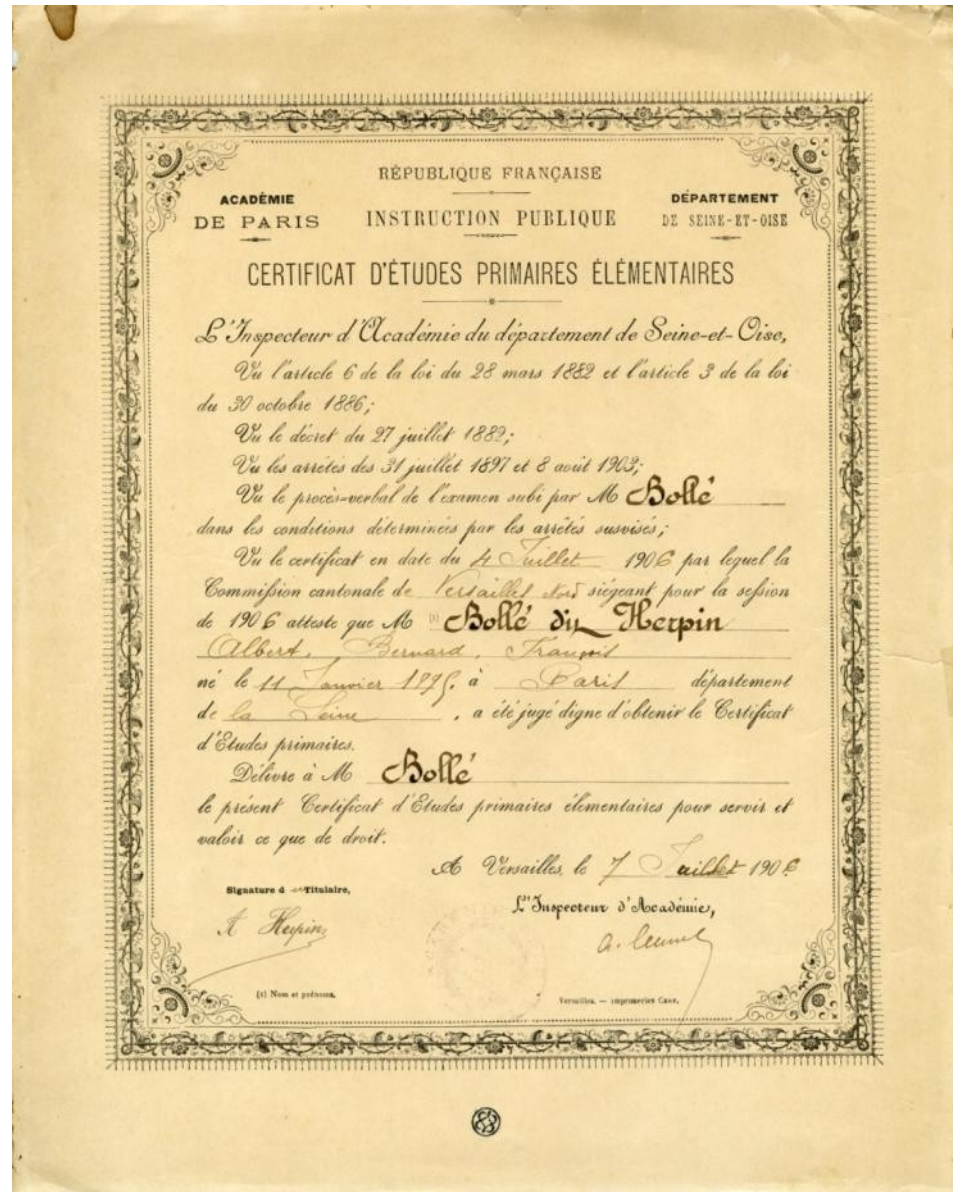 RÉPUBLIQUE FRANÇAISE
ACADÉMIE
DE PARIS
INSTRUCTION PUBLIQUE
DÉPARTEMENT
DE SEINE-ET-OISE
CERTIFICAT D'ÉTUDES PRIMAIRES ÉLÉMENTAIRES
L'Inspecteur d'Académie du département de Seine-et-Oise,
Vu l'article 6 de la loi du 28 mars 1882 et l'article 3 de la loi
du 30 octobre 1886;
Vu le décret du 27 juillet 1882;
Vu les arrêtés des 31 juillet 1897 et 8 août 1903;
Vu le procès-verbal de l'examen subi par M Bollé
dans les conditions déterminées par les arrêtés susvisés;
Vu le certificat en date du 4 Juillet 1906 par lequel la
Commission cantonale de Versailles Nord siégeant pour la session
de 1906 atteste que M (1) Bollé dit Herpin
Albert, Bernard, François
né le 11 Janvier 1895, à Paris département
de la Seine, a été jugé digne d'obtenir le Certificat
d'Etudes primaires.
Délivre à M Bollé
le présent Certificat d'Etudes primaires élémentaires pour servir et
valoir ce que de droit.
A Versailles, le 7 Juillet 1906
Signature d Titulaire,
A Herpin
L'Inspecteur d'Académie,
(1) Nom et prénoms.
Versailles. — imprimeries Cerf.